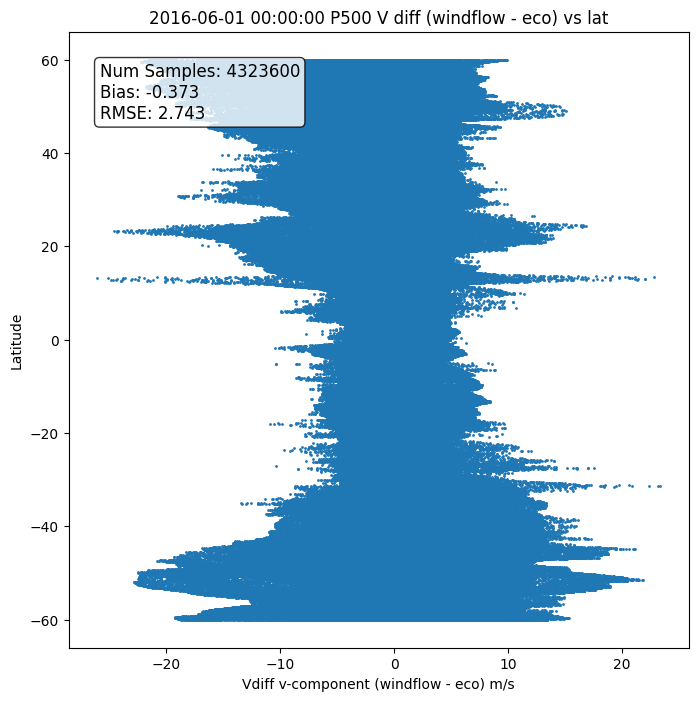 2016-06-01 00:00:00 P500 V diff (windflow - eco) vs lat
Num Samples: 4323600
Bias: -0.373
RMSE: 2.743
60
40
20
0
−20
−40
−60
Latitude
−20
−10
0
10
20
Vdiff v-component (windflow - eco) m/s